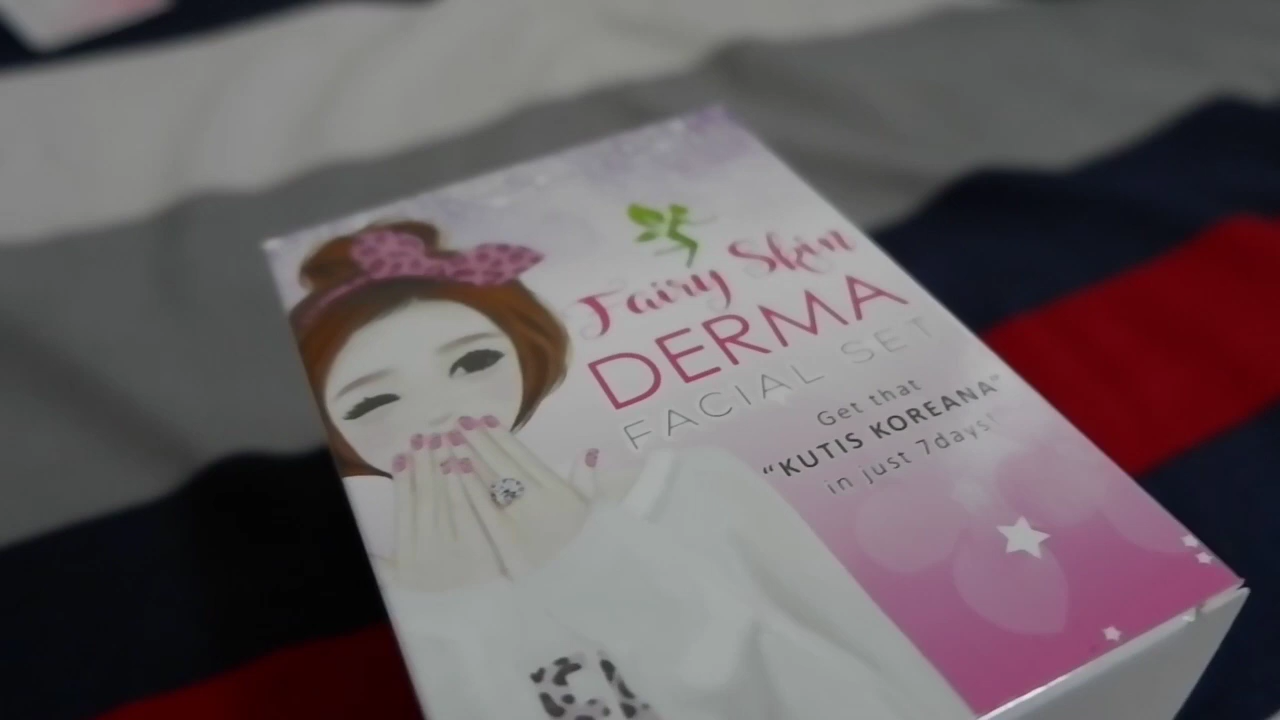 Fairy Skin
DERMA
FACIAL SET
Get that
"KUTIS KOREANA"
in just 7days!